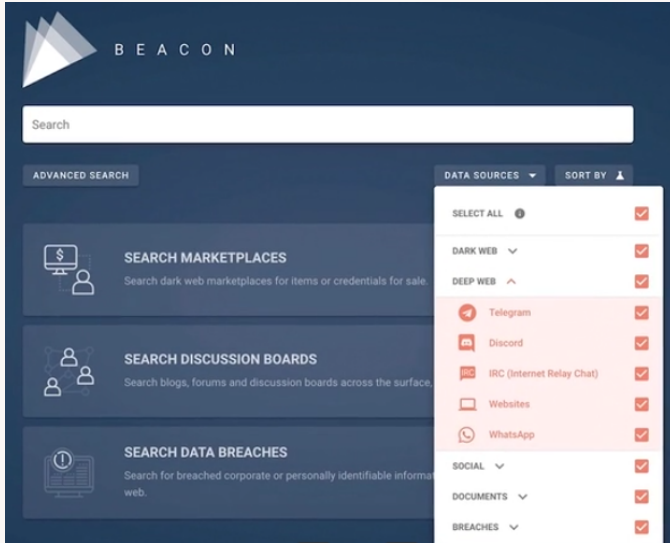 BEACON
Search
ADVANCED SEARCH
DATA SOURCES
SORT BY
SELECT ALL
DARK WEB
DEEP WEB
Telegram
Discord
IRC
IRC (Internet Relay Chat)
Websites
WhatsApp
SOCIAL
DOCUMENTS
BREACHES
$
SEARCH MARKETPLACES
Search dark web marketplaces for items or credentials for sale.
SEARCH DISCUSSION BOARDS
Search blogs, forums and discussion boards across the surface,
SEARCH DATA BREACHES
Search for breached corporate or personally identifiable
web.